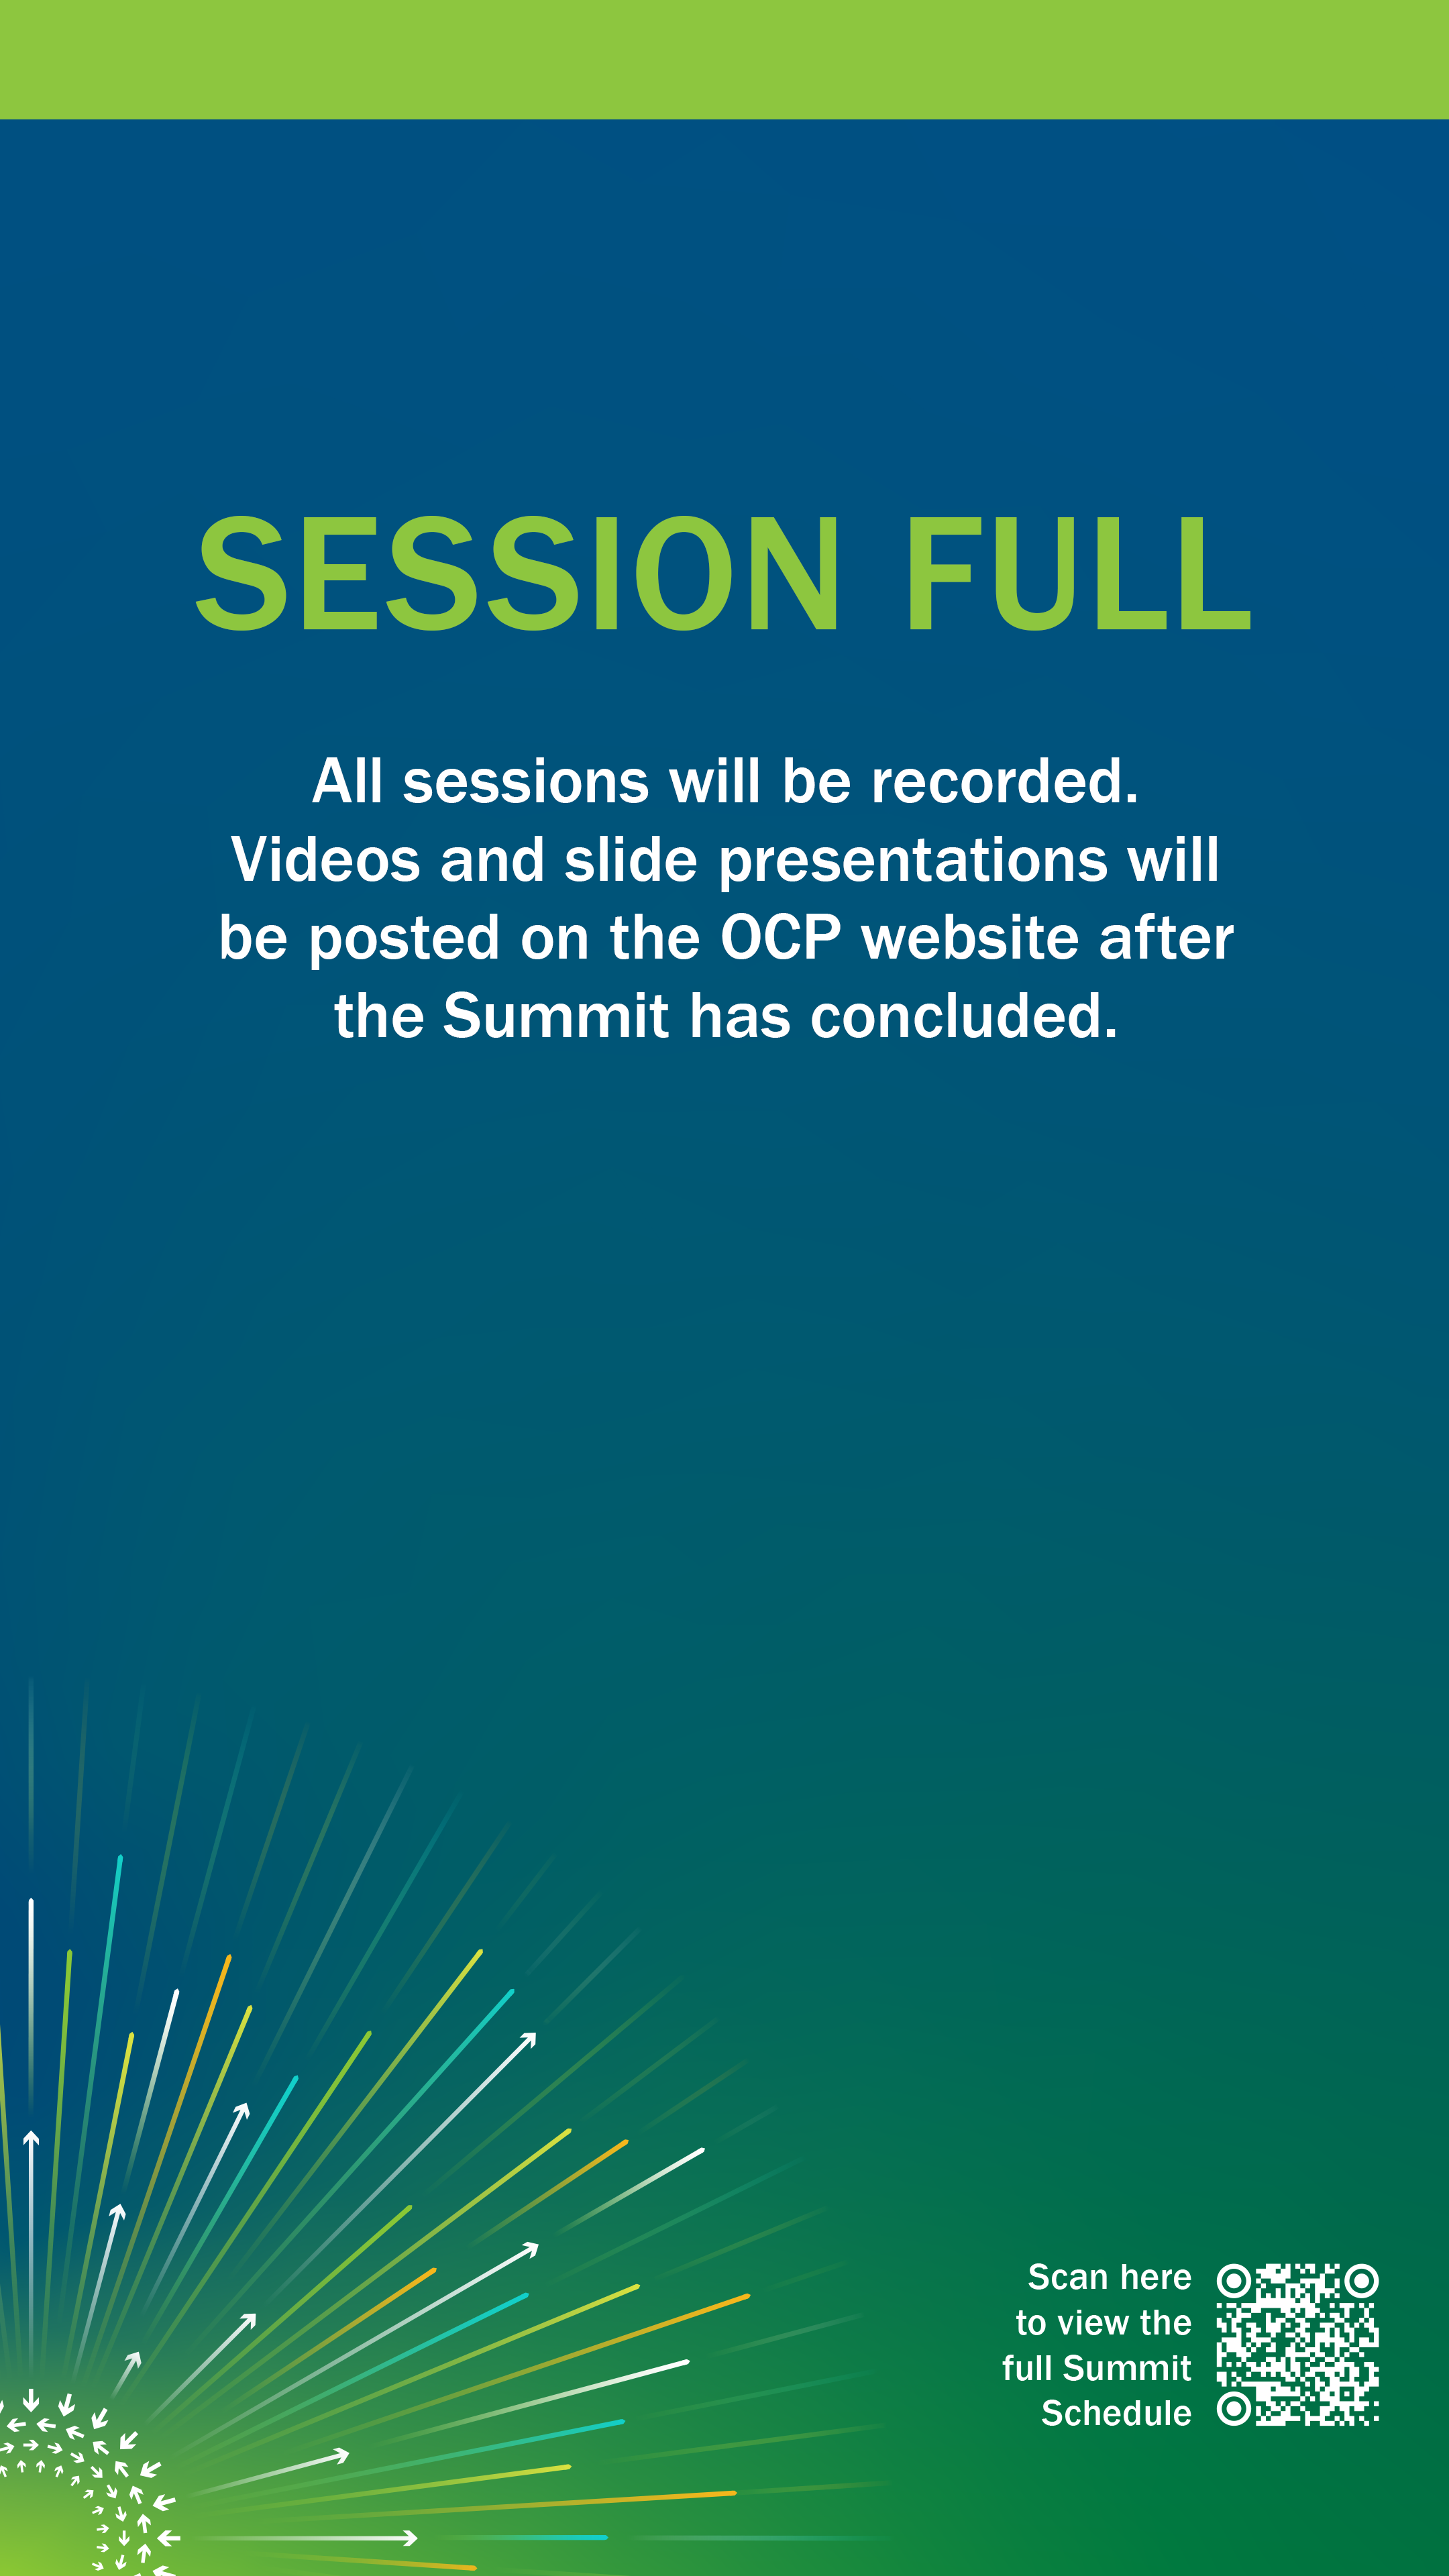 SESSION FULL
All sessions will be recorded.
Videos and slide presentations will
be posted on the OCP website after
the Summit has concluded.
Scan here
to view the
full Summit
Schedule